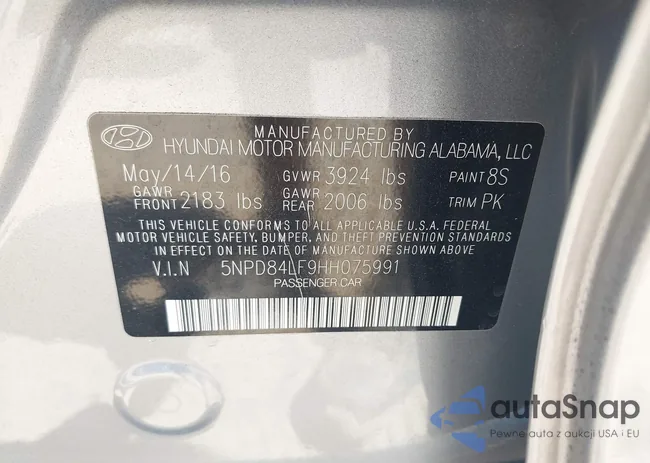 MANUFACTURED BY
HYUNDAI MOTOR MANUFACTURING ALABAMA, LLC
May/14/16 GVWR 3924 lbs PAINT 8S
GAWR FRONT 2183 lbs GAWR REAR 2006 lbs TRIM PK
THIS VEHICLE CONFORMS TO ALL APPLICABLE U.S.A. FEDERAL
MOTOR VEHICLE SAFETY, BUMPER, AND THEFT PREVENTION STANDARDS
IN EFFECT ON THE DATE OF MANUFACTURE SHOWN ABOVE
V.I.N 5NPD84LF9HH075991
PASSENGER CAR
autaSnap
Pewne auta z aukcji USA i EU